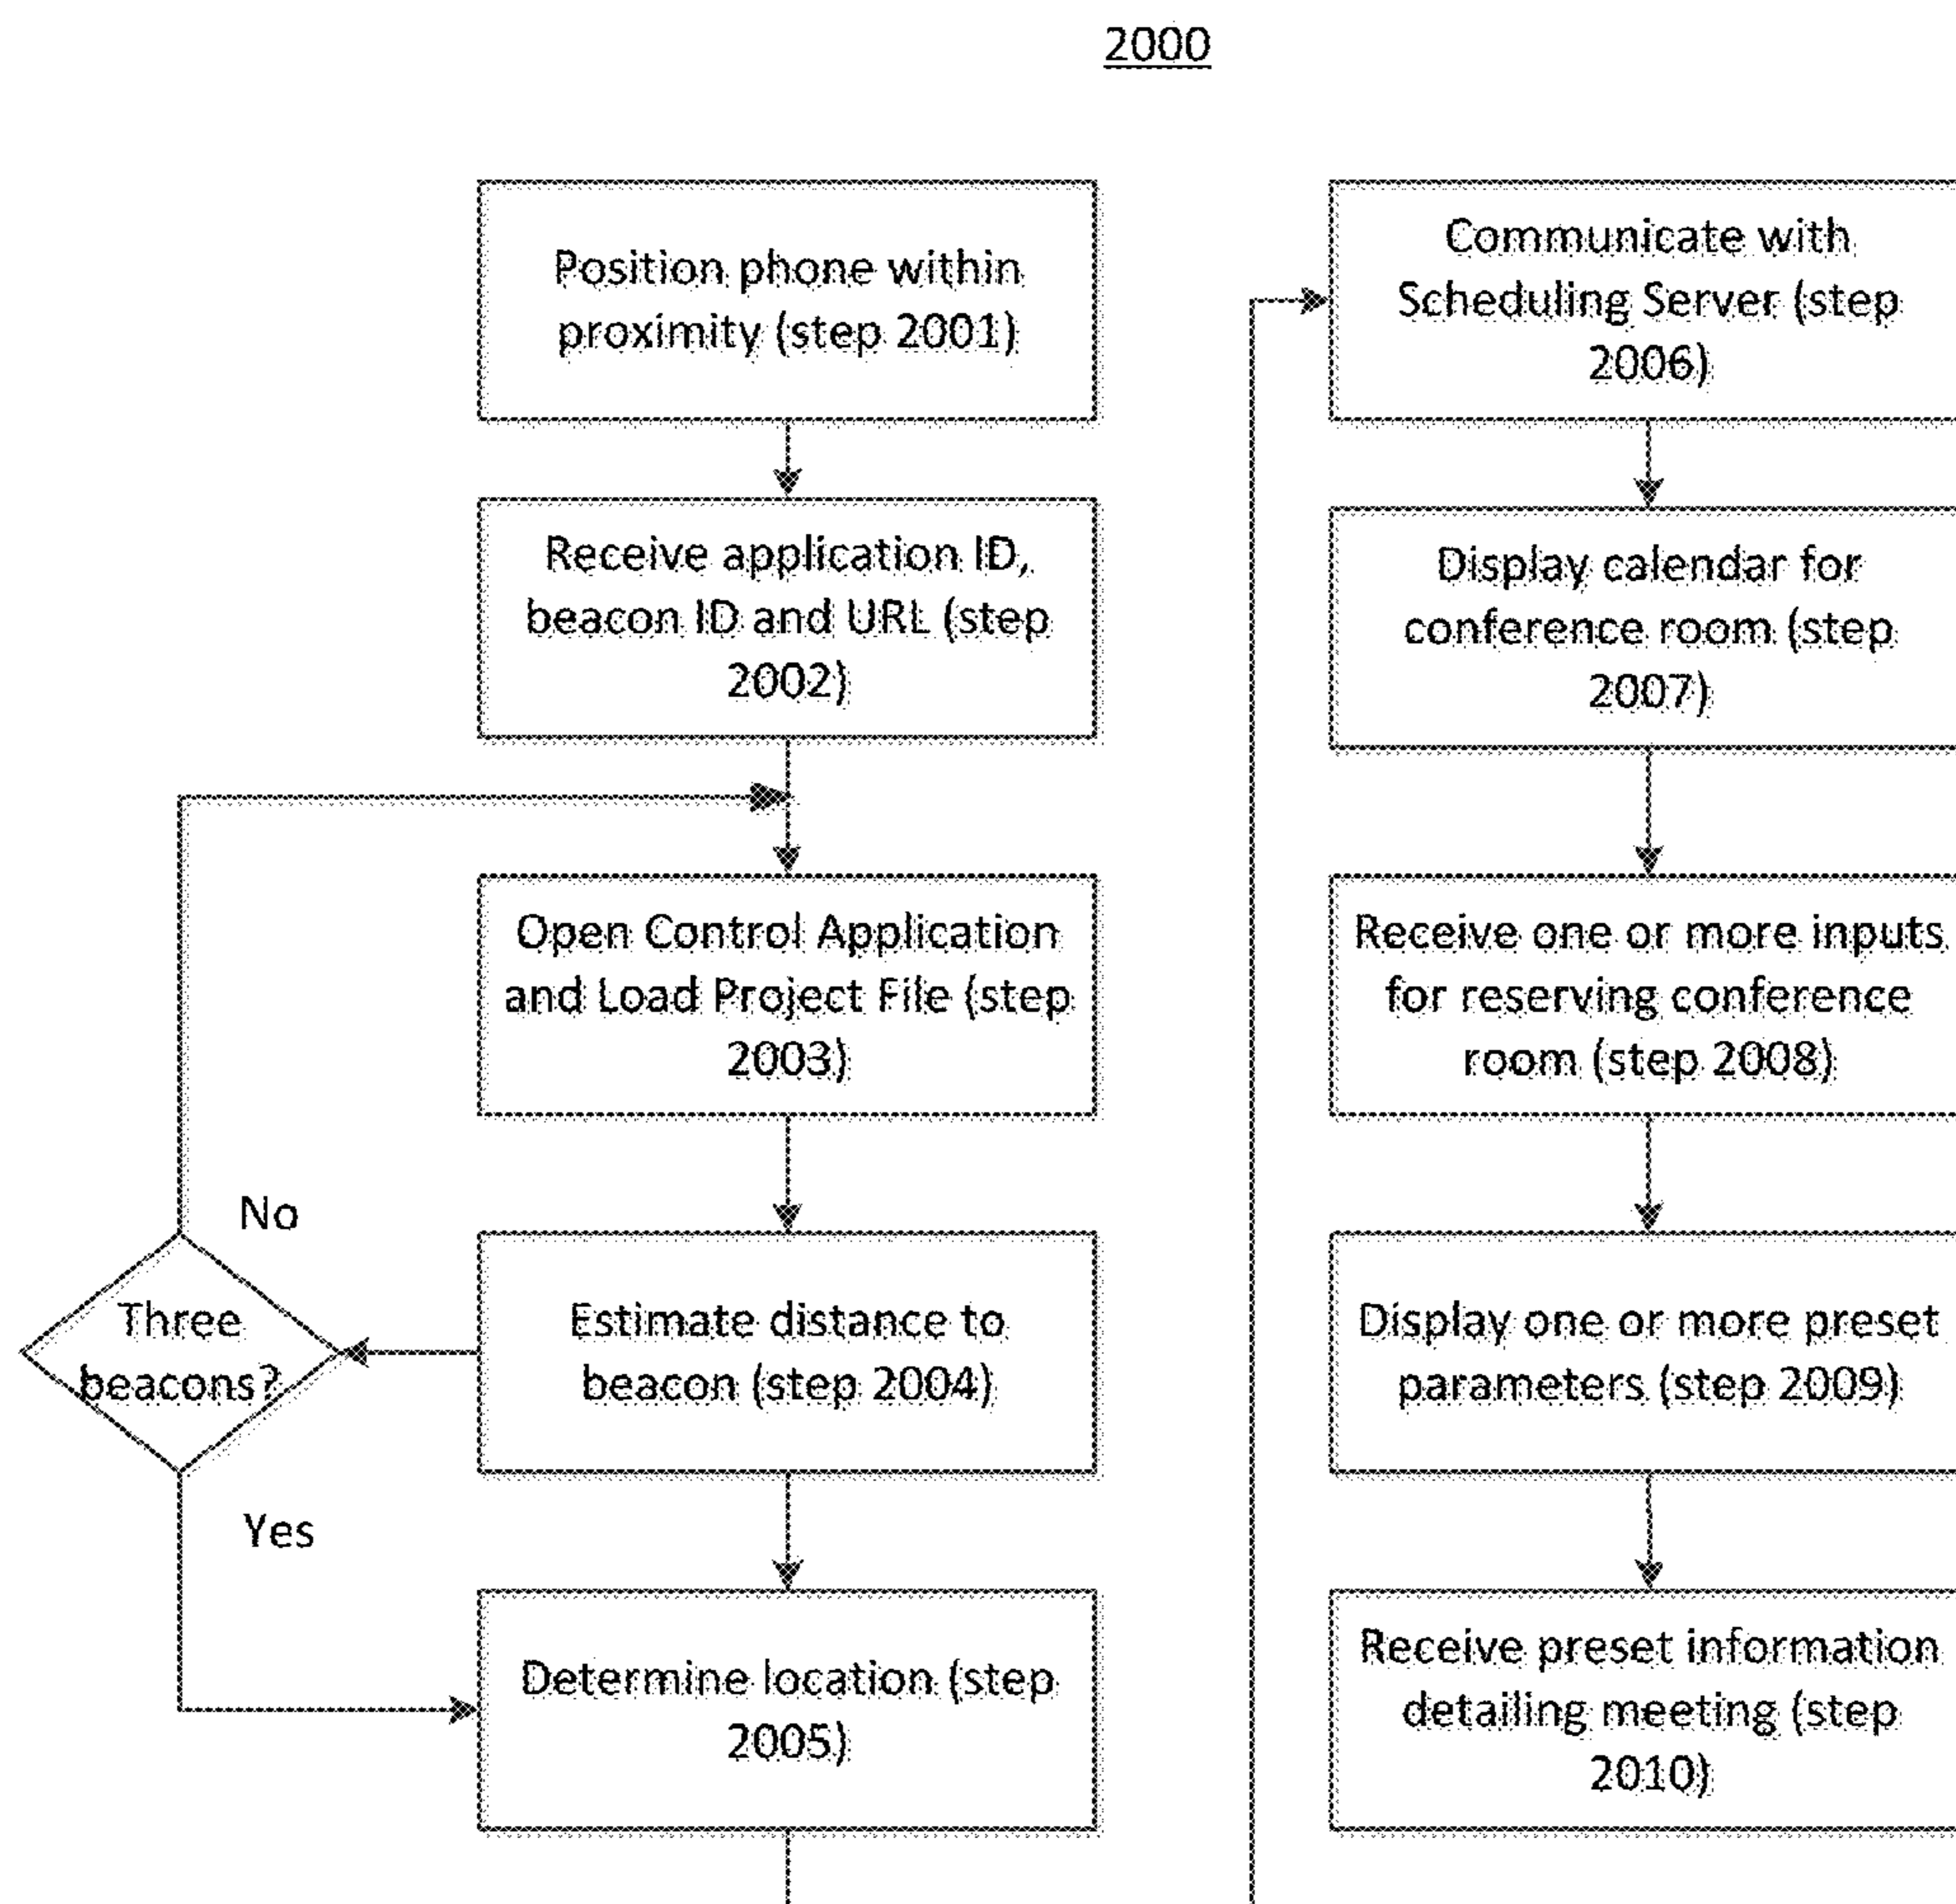 2000
Position phone within
proximity (step 2001)
Receive application ID,
beacon ID and URL (step
2002)
Open Control Application
and Load Project File (step
2003)
No
Three
beacons?
Estimate distance to
beacon (step 2004)
Yes
Determine location (step
2005)
Communicate with
Scheduling Server (step
2006)
Display calendar for
conference room (step
2007)
Receive one or more inputs
for reserving conference
room (step 2008)
Display one or more preset
parameters (step 2009)
Receive preset information
detailing meeting (step
2010)